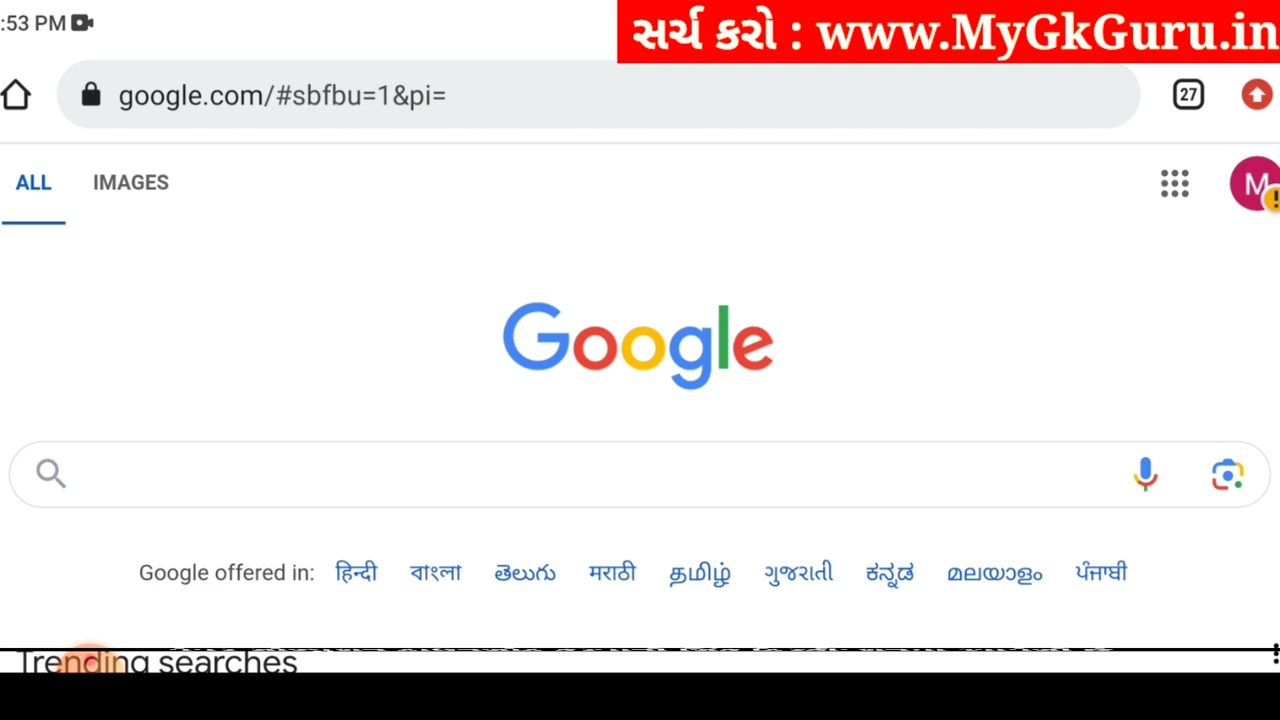 :53 PM
સર્ચ કરો : www.MyGkGuru.in
google.com/#sbfbu=1&pi=
27
ALL IMAGES
M
Google
Google offered in: हिन्दी বাংলা తెలుగు मराठी தமிழ் ગુજરાતી ಕನ್ನಡ മലയാളം ਪੰਜਾਬੀ
Trending searches